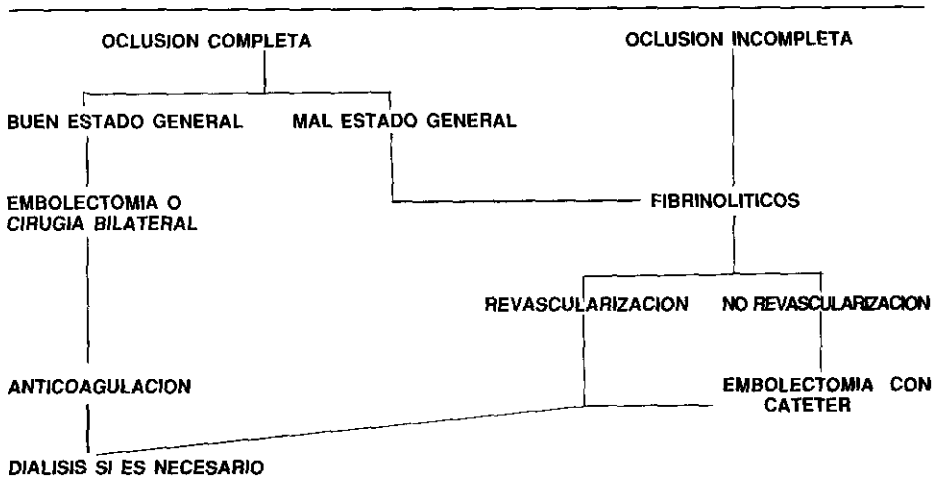 OCLUSION COMPLETA
OCLUSION INCOMPLETA
BUEN ESTADO GENERAL
MAL ESTADO GENERAL
EMBOLECTOMIA O
CIRUGIA BILATERAL
FIBRINOLITICOS
REVASCULARIZACION
NO REVASCULARIZACION
ANTICOAGULACION
EMBOLECTOMIA CON
CATETER
DIALISIS SI ES NECESARIO